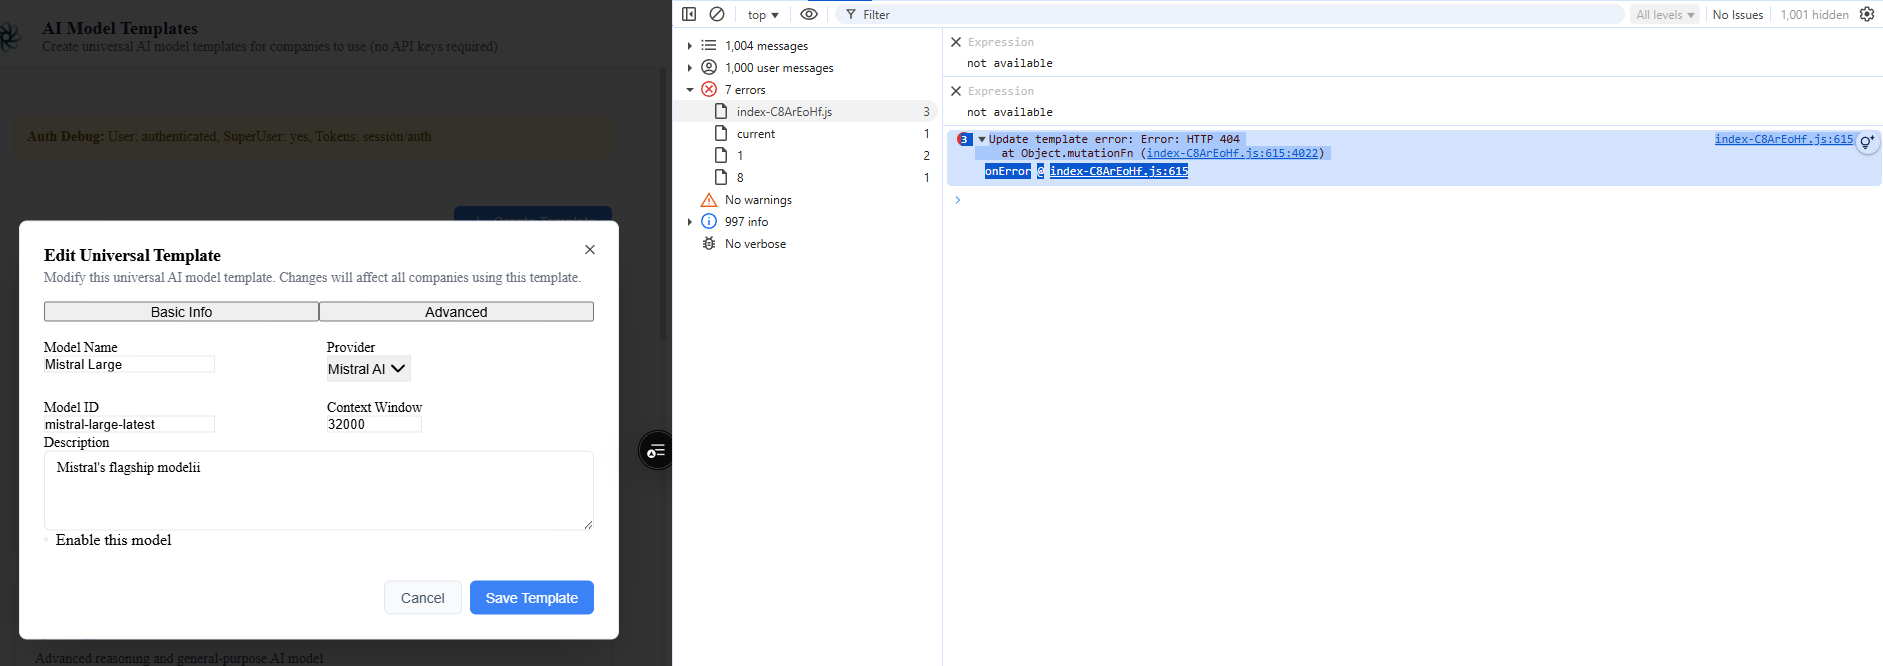 AI Model Templates
Create universal AI model templates for companies to use (no API keys required)
Auth Debug: User: authenticated, SuperUser: yes, Tokens: session/auth
Create Template
Edit Universal Template
Modify this universal AI model template. Changes will affect all companies using this template.
Basic Info
Advanced
Model Name
Provider
Mistral Large
Mistral AI
Model ID
Context Window
mistral-large-latest
32000
Description
Mistral's flagship modelii
Enable this model
Cancel
Save Template
Advanced reasoning and general-purpose AI model
top
Filter
All levels
No Issues
1,001 hidden
1,004 messages
1,000 user messages
7 errors
index-C8ArEoHf.js 3
current 1
1 2
8 1
No warnings
997 info
No verbose
Expression
not available
Expression
not available
3 Update template error: Error: HTTP 404 index-C8ArEoHf.js:615
at Object.mutationFn (index-C8ArEoHf.js:615:4022)
onError @ index-C8ArEoHf.js:615